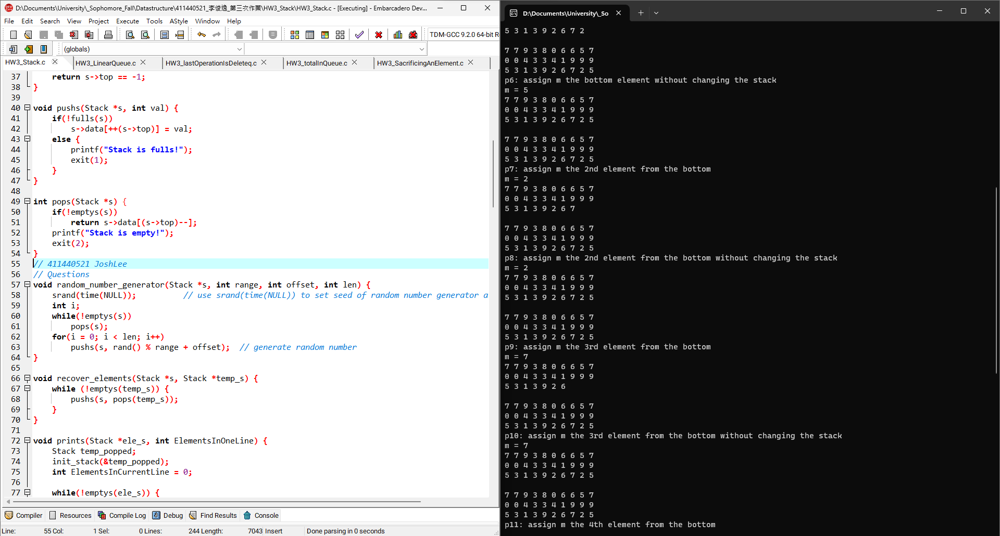 D:\Documents\University\_Sophomore_Fall\Datastructure\411440521_李俊逸_第三次作業\HW3_Stack\HW3_Stack.c - [Executing] - Embarcadero Dev...
File Edit Search View Project Execute Tools AStyle Window Help
TDM-GCC 9.2.0 64-bit R
(globals)
HW3_Stack.c HW3_LinearQueue.c HW3_lastOperationIsDeleteq.c HW3_totalInQueue.c HW3_SacrificingAnElement.c
37 return s->top == -1;
38 }
39
40 void pushs(Stack *s, int val) {
41 if(!fulls(s))
42 s->data[++(s->top)] = val;
43 else {
44 printf("Stack is fulls!");
45 exit(1);
46 }
47 }
48
49 int pops(Stack *s) {
50 if(!emptys(s))
51 return s->data[(s->top)--];
52 printf("Stack is empty!");
53 exit(2);
54 }
55 // 411440521 JoshLee
56 // Questions
57 void random_number_generator(Stack *s, int range, int offset, int len) {
58 srand(time(NULL)); // use srand(time(NULL)) to set seed of random number generator a
59 int i;
60 while(!emptys(s))
61 pops(s);
62 for(i = 0; i < len; i++)
63 pushs(s, rand() % range + offset); // generate random number
64 }
65
66 void recover_elements(Stack *s, Stack *temp_s) {
67 while (!emptys(temp_s)) {
68 pushs(s, pops(temp_s));
69 }
70 }
71
72 void prints(Stack *ele_s, int ElementsInOneLine) {
73 Stack temp_popped;
74 init_stack(&temp_popped);
75 int ElementsInCurrentLine = 0;
76
77 while(!emptys(ele_s)) {
Compiler Resources Compile Log Debug Find Results Console
Line: 55 Col: 1 Sel: 0 Lines: 244 Length: 7043 Insert Done parsing in 0 seconds
D:\Documents\University\_So
5 3 1 3 9 2 6 7 2
7 7 9 3 8 0 6 6 5 7
0 0 4 3 3 4 1 9 9 9
5 3 1 3 9 2 6 7 2 5
p6: assign m the bottom element without changing the stack
m = 5
7 7 9 3 8 0 6 6 5 7
0 0 4 3 3 4 1 9 9 9
5 3 1 3 9 2 6 7 2 5
7 7 9 3 8 0 6 6 5 7
0 0 4 3 3 4 1 9 9 9
5 3 1 3 9 2 6 7 2 5
p7: assign m the 2nd element from the bottom
m = 2
7 7 9 3 8 0 6 6 5 7
0 0 4 3 3 4 1 9 9 9
5 3 1 3 9 2 6 7
7 7 9 3 8 0 6 6 5 7
0 0 4 3 3 4 1 9 9 9
5 3 1 3 9 2 6 7 2 5
p8: assign m the 2nd element from the bottom without changing the stack
m = 2
7 7 9 3 8 0 6 6 5 7
0 0 4 3 3 4 1 9 9 9
5 3 1 3 9 2 6 7 2 5
7 7 9 3 8 0 6 6 5 7
0 0 4 3 3 4 1 9 9 9
5 3 1 3 9 2 6 7 2 5
p9: assign m the 3rd element from the bottom
m = 7
7 7 9 3 8 0 6 6 5 7
0 0 4 3 3 4 1 9 9 9
5 3 1 3 9 2 6
7 7 9 3 8 0 6 6 5 7
0 0 4 3 3 4 1 9 9 9
5 3 1 3 9 2 6 7 2 5
p10: assign m the 3rd element from the bottom without changing the stack
m = 7
7 7 9 3 8 0 6 6 5 7
0 0 4 3 3 4 1 9 9 9
5 3 1 3 9 2 6 7 2 5
7 7 9 3 8 0 6 6 5 7
0 0 4 3 3 4 1 9 9 9
5 3 1 3 9 2 6 7 2 5
p11: assign m the 4th element from the bottom